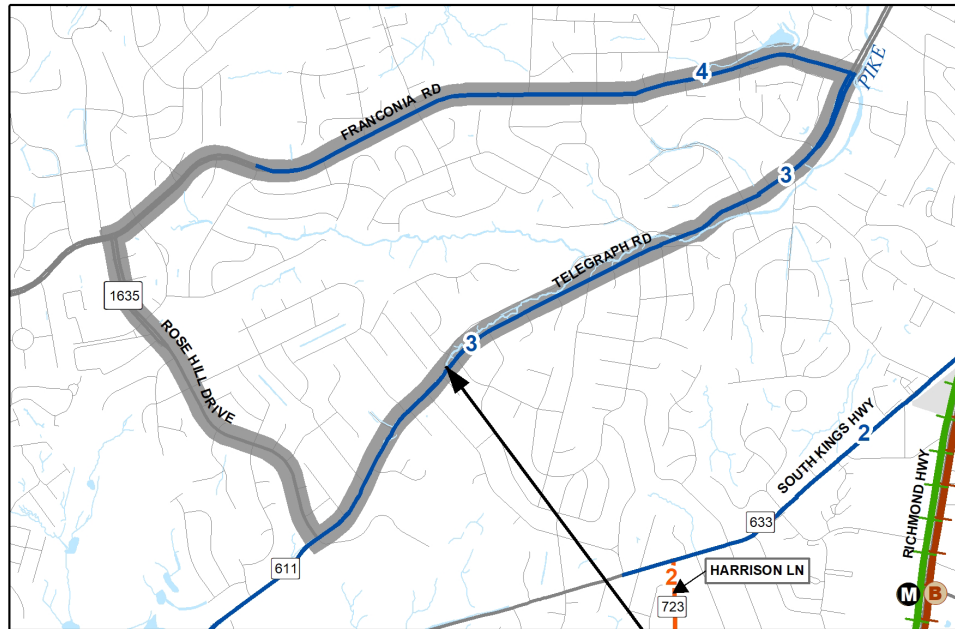 4
PIKE
FRANCONIA RD
3
TELEGRAPH RD
1635
ROSE HILL DRIVE
3
SOUTH KINGS HWY
2
RICHMOND HWY
633
611
HARRISON LN
2
723
M
B